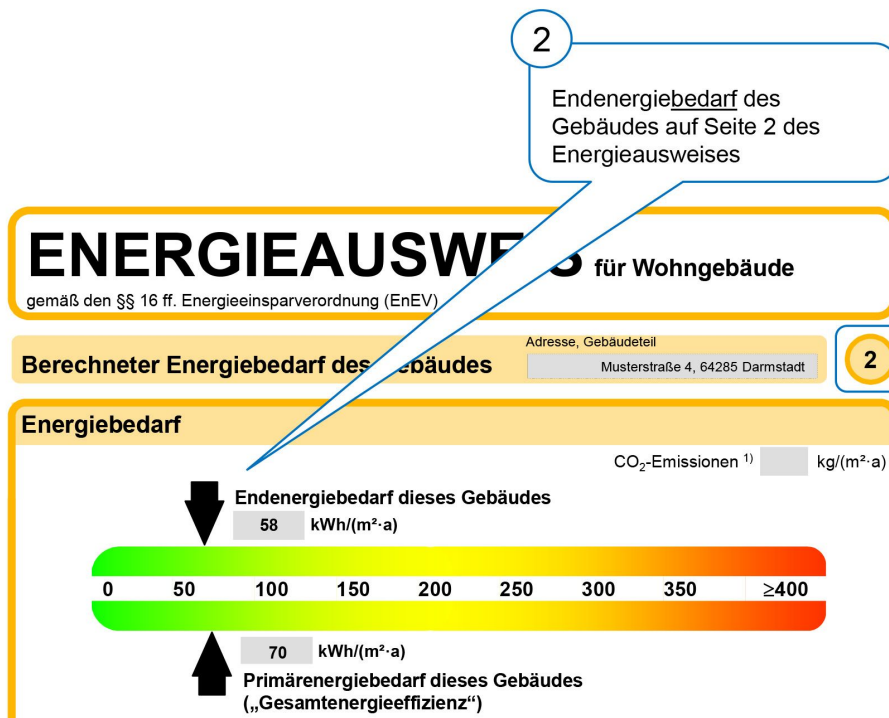 2
Endenergiebedarf des
Gebäudes auf Seite 2 des
Energieausweises
ENERGIEAUSWEIS für Wohngebäude
gemäß den §§ 16 ff. Energieeinsparverordnung (EnEV)
Berechneter Energiebedarf des Gebäudes
Adresse, Gebäudeteil
Musterstraße 4, 64285 Darmstadt
2
Energiebedarf
CO₂-Emissionen ¹⁾ kg/(m²·a)
Endenergiebedarf dieses Gebäudes
58 kWh/(m²·a)
0 50 100 150 200 250 300 350 ≥400
70 kWh/(m²·a)
Primärenergiebedarf dieses Gebäudes
(„Gesamtenergieeffizienz“)